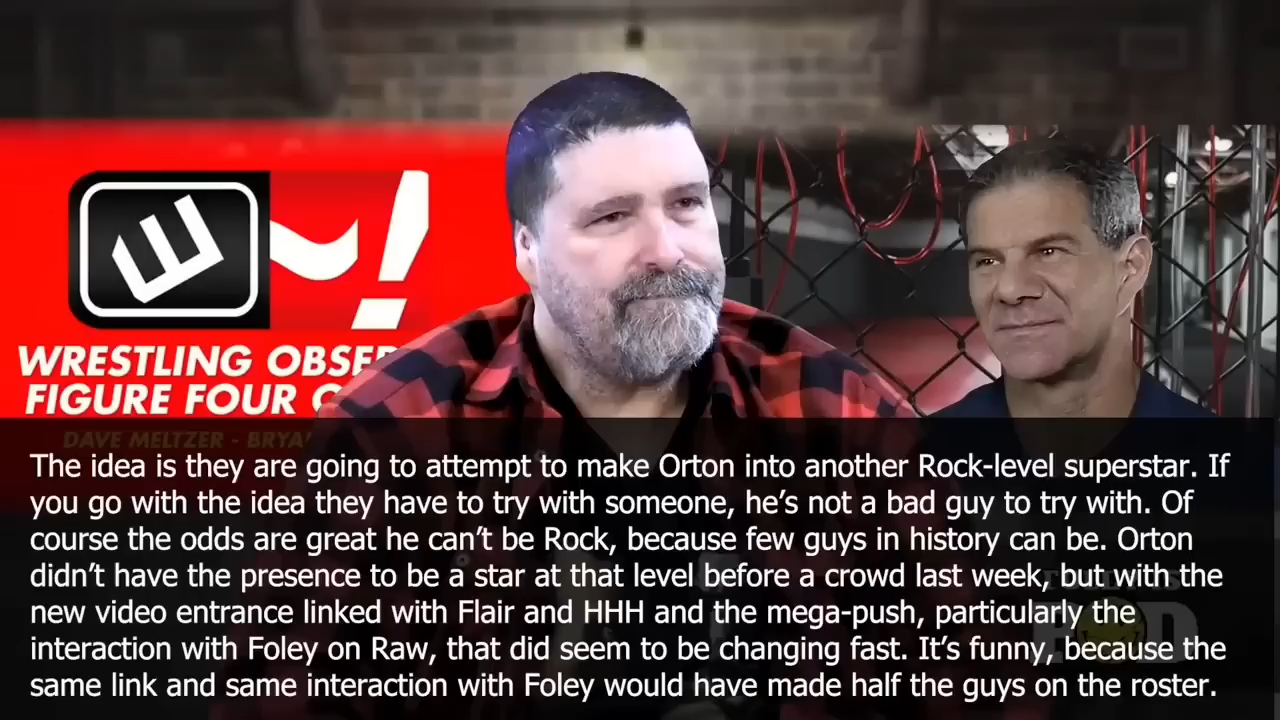 WRESTLING OBSER
FIGURE FOUR O
DAVE MELTZER - BRYA
The idea is they are going to attempt to make Orton into another Rock-level superstar. If
you go with the idea they have to try with someone, he's not a bad guy to try with. Of
course the odds are great he can't be Rock, because few guys in history can be. Orton
didn't have the presence to be a star at that level before a crowd last week, but with the
new video entrance linked with Flair and HHH and the mega-push, particularly the
interaction with Foley on Raw, that did seem to be changing fast. It's funny, because the
same link and same interaction with Foley would have made half the guys on the roster.